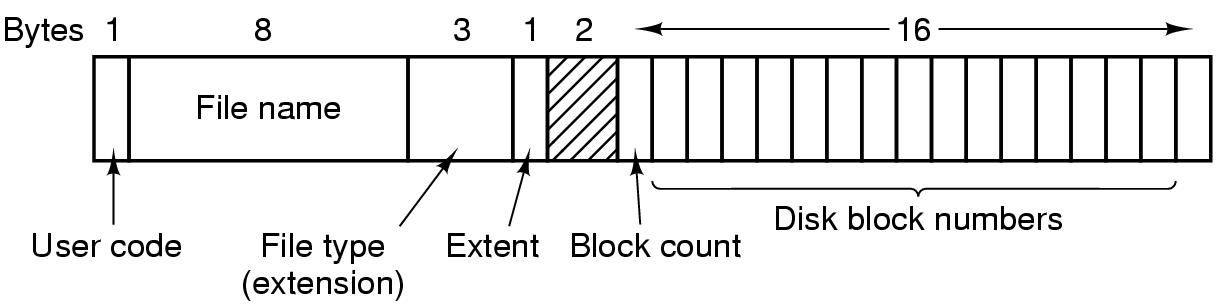 Bytes 1 8 3 1 2 16
File name
User code File type Extent Block count Disk block numbers
(extension)